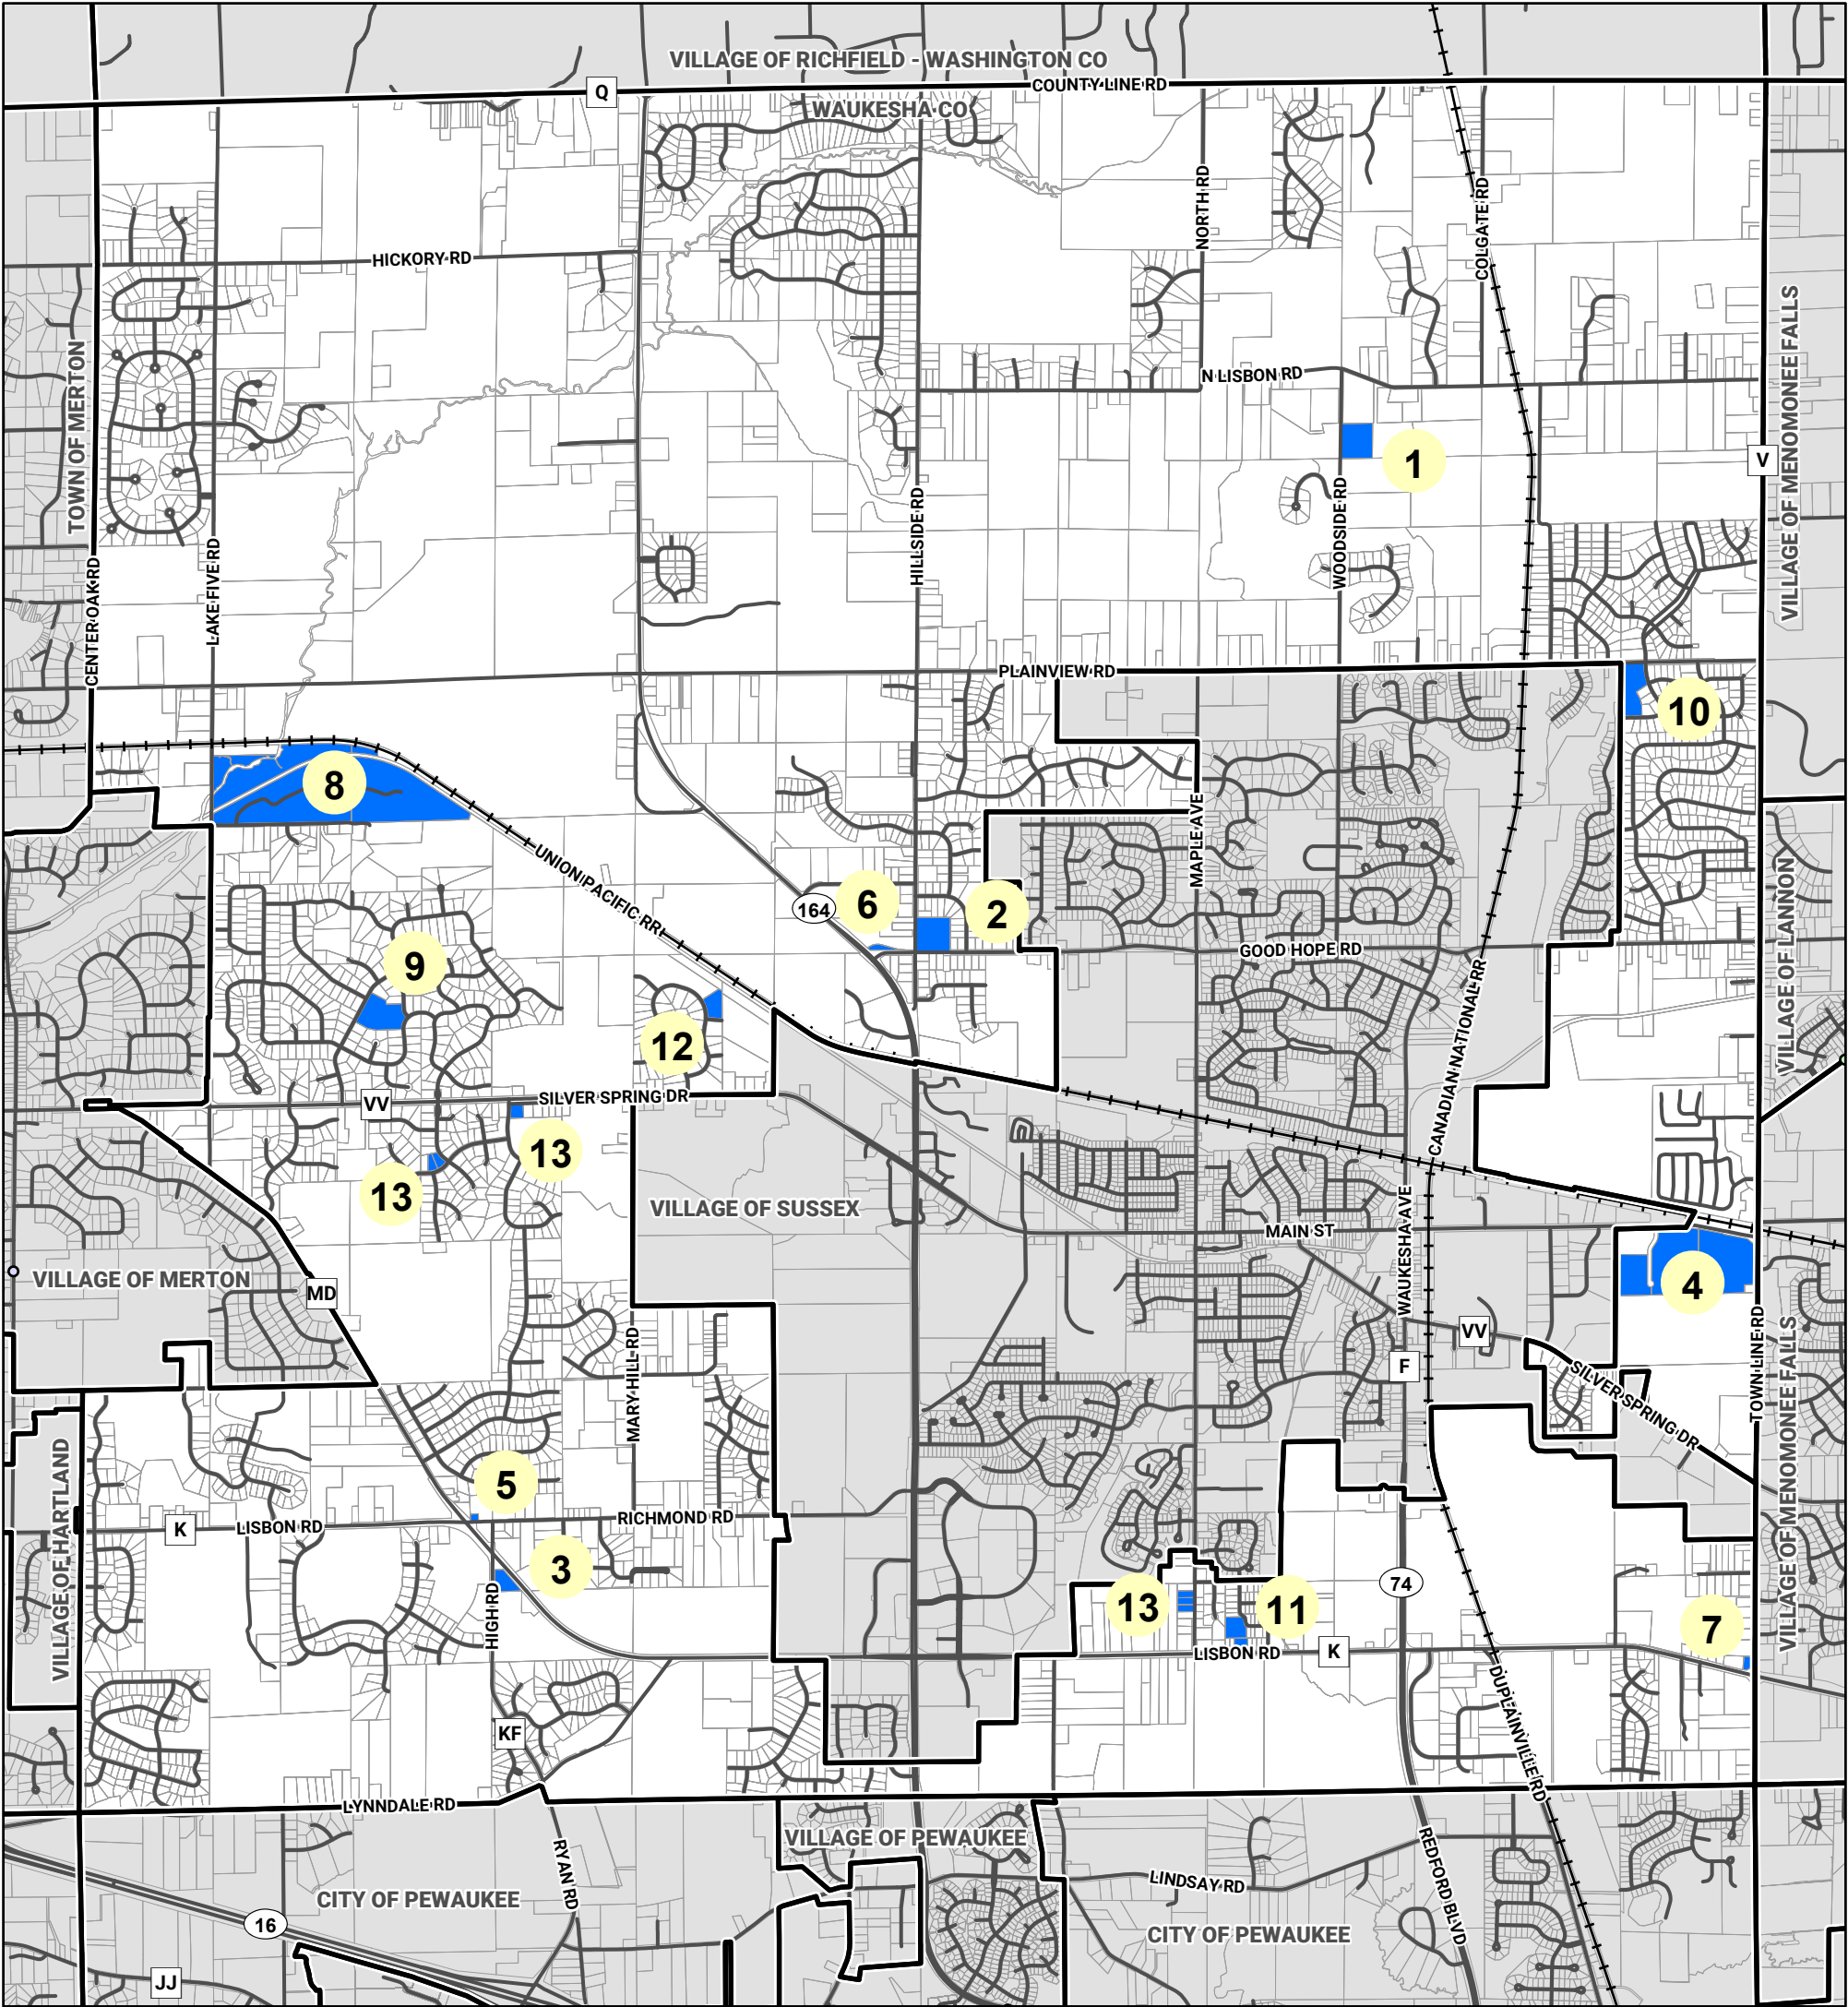 VILLAGE OF RICHFIELD - WASHINGTON CO
COUNTY LINE RD
Q
WAUKESHA CO
NORTH RD
COLGATE RD
HICKORY RD
TOWN OF MERTON
VILLAGE OF MENOMONEE FALLS
N LISBON RD
1
V
CENTER OAK RD
LAKE FIVE RD
HILLSIDE RD
WOODSIDE RD
PLAINVIEW RD
10
8
UNION PACIFIC RR
MAPLE AVE
164
6
2
GOOD HOPE RD
VILLAGE OF LANNON
9
12
CANADIAN NATIONAL RR
VV
SILVER SPRING DR
13
13
VILLAGE OF SUSSEX
MAIN ST
WAUKESHA AVE
VILLAGE OF MERTON
MD
4
VV
F
SILVER SPRING DR
TOWN LINE RD
VILLAGE OF MENOMONEE FALLS
MARY HILL RD
VILLAGE OF HARTLAND
5
K
LISBON RD
RICHMOND RD
3
HIGH RD
13
11
74
7
LISBON RD
K
KF
DUPLAINVILLE RD
LYNNDALE RD
VILLAGE OF PEWAUKEE
RYAN RD
CITY OF PEWAUKEE
LINDSAY RD
REDFORD BLVD
16
CITY OF PEWAUKEE
JJ